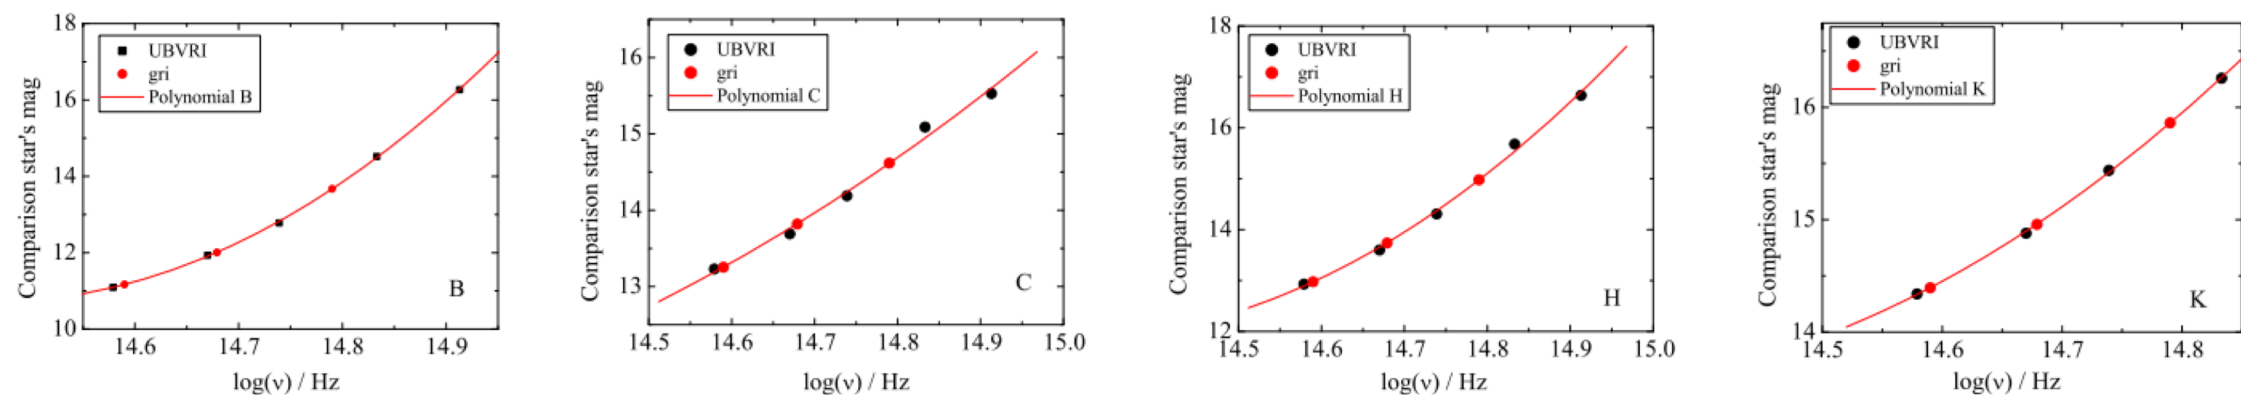 Comparison star's mag
18
16
14
12
10
UBVRI
gri
Polynomial B
B
14.6 14.7 14.8 14.9
log(ν) / Hz
Comparison star's mag
16
15
14
13
UBVRI
gri
Polynomial C
C
14.5 14.6 14.7 14.8 14.9 15.0
log(ν) / Hz
Comparison star's mag
18
16
14
12
UBVRI
gri
Polynomial H
H
14.5 14.6 14.7 14.8 14.9 15.0
log(ν) / Hz
Comparison star's mag
16
15
14
UBVRI
gri
Polynomial K
K
14.5 14.6 14.7 14.8
log(ν) / Hz